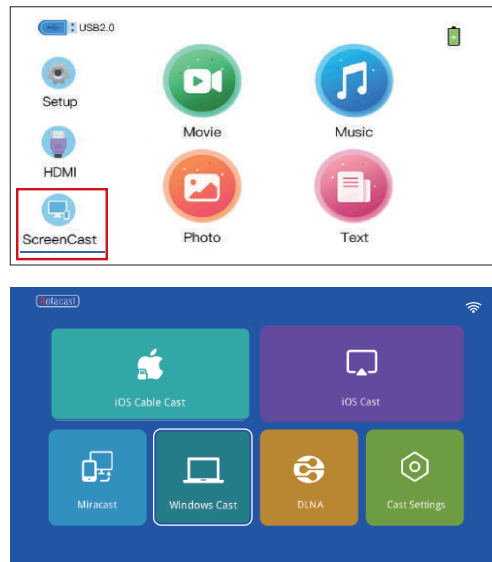 USB2.0
Setup
Movie
Music
HDMI
ScreenCast
Photo
Text
Rotacast
iOS Cable Cast
iOS Cast
Miracast
Windows Cast
DLNA
Cast Settings